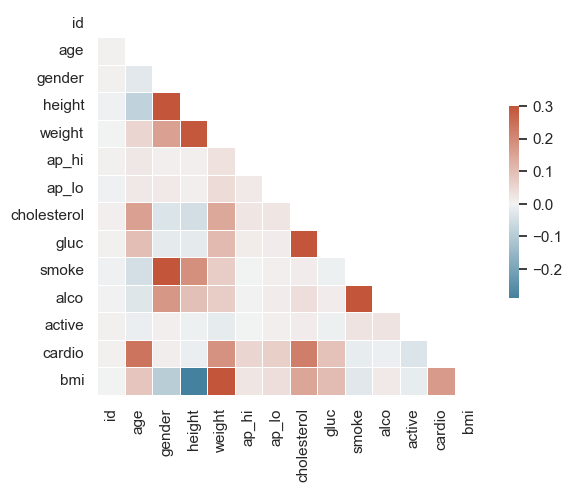 id
age
gender
height
weight
ap_hi
ap_lo
cholesterol
gluc
smoke
alco
active
cardio
bmi
id
age
gender
height
weight
ap_hi
ap_lo
cholesterol
gluc
smoke
alco
active
cardio
bmi
0.3
0.2
0.1
0.0
−0.1
−0.2